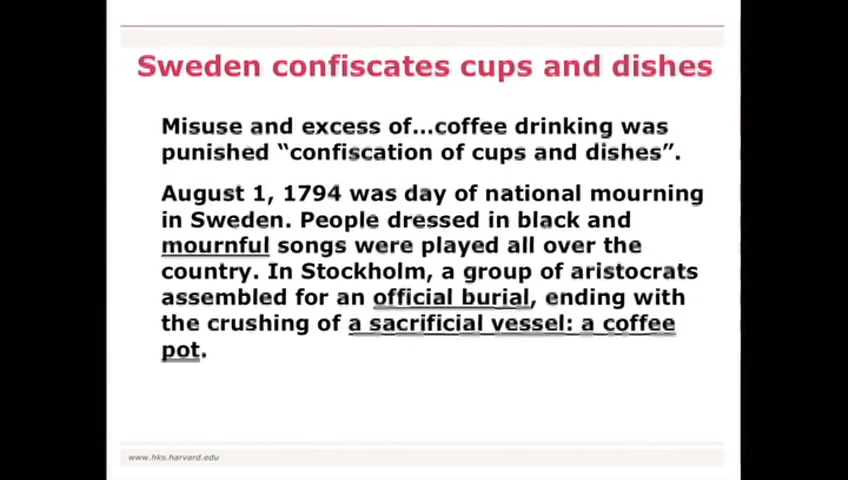 Sweden confiscates cups and dishes
Misuse and excess of...coffee drinking was
punished “confiscation of cups and dishes”.
August 1, 1794 was day of national mourning
in Sweden. People dressed in black and
mournful songs were played all over the
country. In Stockholm, a group of aristocrats
assembled for an official burial, ending with
the crushing of a sacrificial vessel: a coffee
pot.
www.hks.harvard.edu